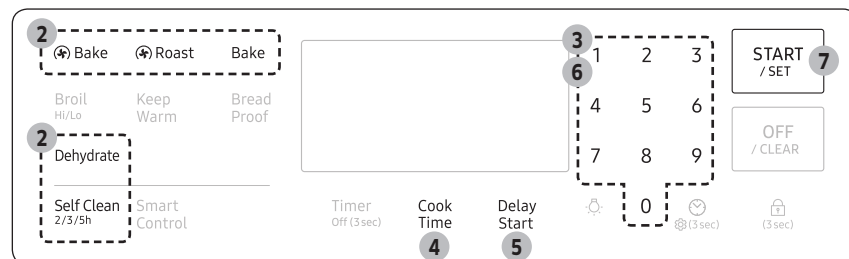 2
Bake Roast Bake
3
1 2 3
6
START
/ SET
7
Broil
Hi/Lo
Keep
Warm
Bread
Proof
4 5 6
OFF
/ CLEAR
2
Dehydrate
7 8 9
Self Clean
2/3/5h
Smart
Control
Timer
Off (3 sec)
Cook
Time
4
Delay
Start
5
0
(3 sec)
(3 sec)